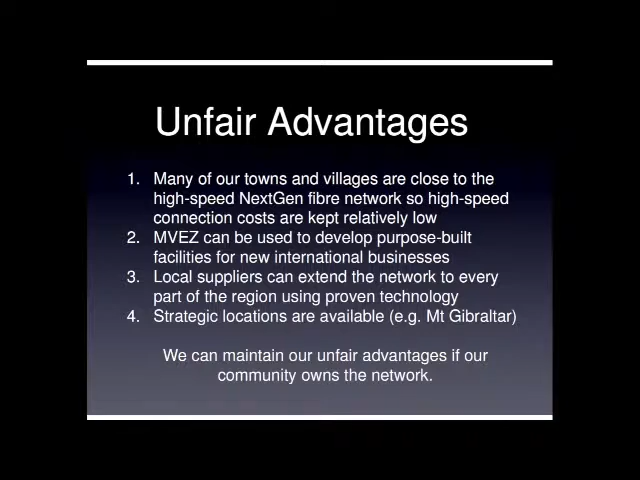 Unfair Advantages
1. Many of our towns and villages are close to the
high-speed NextGen fibre network so high-speed
connection costs are kept relatively low
2. MVEZ can be used to develop purpose-built
facilities for new international businesses
3. Local suppliers can extend the network to every
part of the region using proven technology
4. Strategic locations are available (e.g. Mt Gibraltar)
We can maintain our unfair advantages if our
community owns the network.